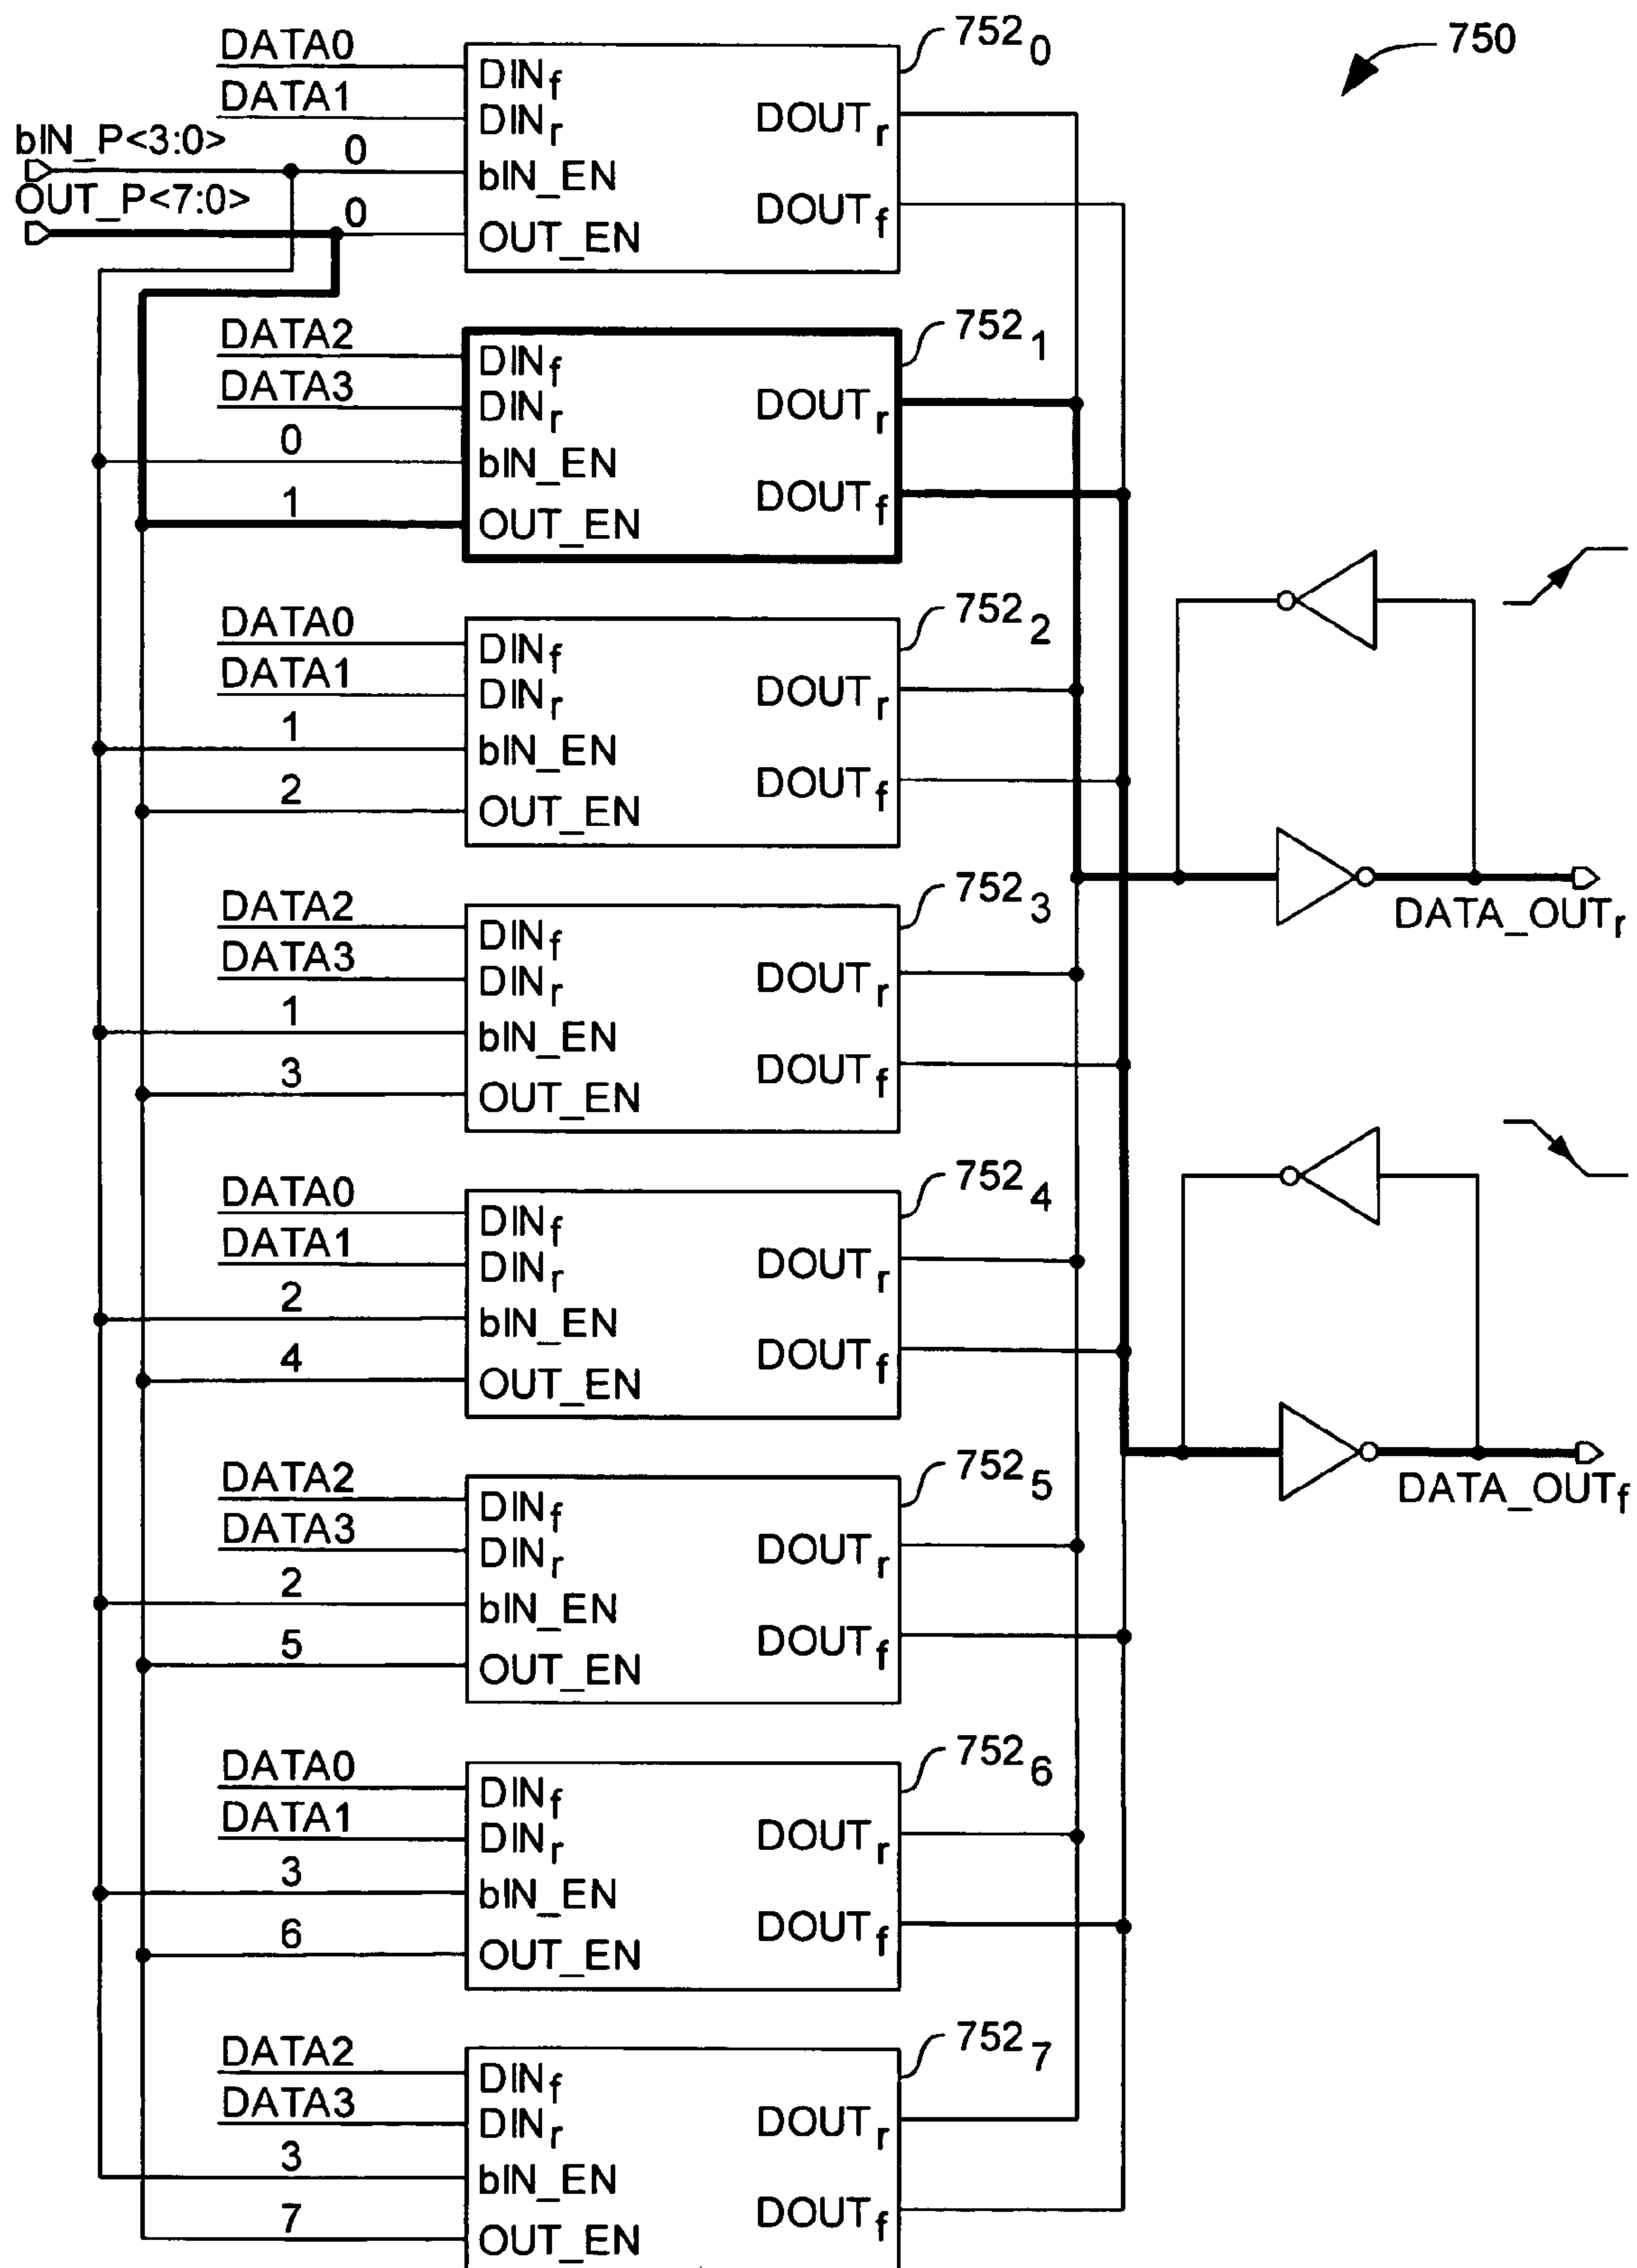 750
DATA0
DATA1
bIN_P<3:0>
0
OUT_P<7:0>
0
DINf
DINr
bIN_EN
OUT_EN
DOUTr
DOUTf
752 0
DATA2
DATA3
0
1
DINf
DINr
bIN_EN
OUT_EN
DOUTr
DOUTf
752 1
DATA0
DATA1
1
2
DINf
DINr
bIN_EN
OUT_EN
DOUTr
DOUTf
752 2
DATA2
DATA3
1
3
DINf
DINr
bIN_EN
OUT_EN
DOUTr
DOUTf
752 3
DATA_OUTr
DATA0
DATA1
2
4
DINf
DINr
bIN_EN
OUT_EN
DOUTr
DOUTf
752 4
DATA2
DATA3
2
5
DINf
DINr
bIN_EN
OUT_EN
DOUTr
DOUTf
752 5
DATA_OUTf
DATA0
DATA1
3
6
DINf
DINr
bIN_EN
OUT_EN
DOUTr
DOUTf
752 6
DATA2
DATA3
3
7
DINf
DINr
bIN_EN
OUT_EN
DOUTr
DOUTf
752 7